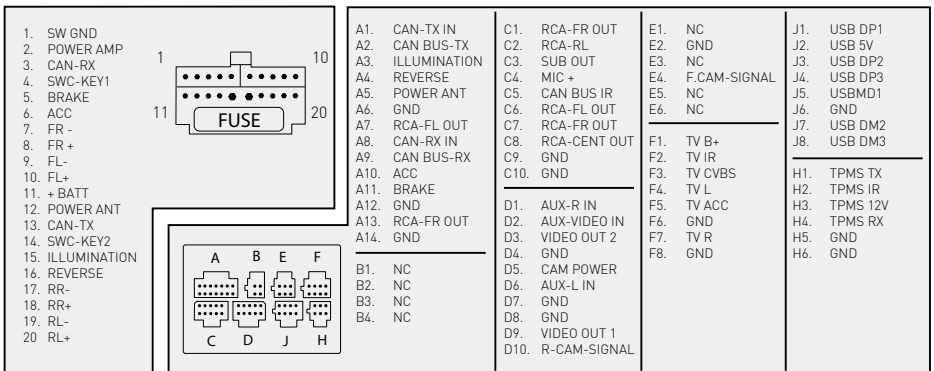 1. SW GND
2. POWER AMP
3. CAN-RX
4. SWC-KEY1
5. BRAKE
6. ACC
7. FR -
8. FR +
9. FL-
10. FL+
11. + BATT
12. POWER ANT
13. CAN-TX
14. SWC-KEY2
15. ILLUMINATION
16. REVERSE
17. RR-
18. RR+
19. RL-
20 RL+
1 10
11 20
FUSE
A B E F
C D J H
A1. CAN-TX IN
A2. CAN BUS-TX
A3. ILLUMINATION
A4. REVERSE
A5. POWER ANT
A6. GND
A7. RCA-FL OUT
A8. CAN-RX IN
A9. CAN BUS-RX
A10. ACC
A11. BRAKE
A12. GND
A13. RCA-FR OUT
A14. GND
B1. NC
B2. NC
B3. NC
B4. NC
C1. RCA-FR OUT
C2. RCA-RL
C3. SUB OUT
C4. MIC +
C5. CAN BUS IR
C6. RCA-FL OUT
C7. RCA-FR OUT
C8. RCA-CENT OUT
C9. GND
C10. GND
D1. AUX-R IN
D2. AUX-VIDEO IN
D3. VIDEO OUT 2
D4. GND
D5. CAM POWER
D6. AUX-L IN
D7. GND
D8. GND
D9. VIDEO OUT 1
D10. R-CAM-SIGNAL
E1. NC
E2. GND
E3. NC
E4. F.CAM-SIGNAL
E5. NC
E6. NC
F1. TV B+
F2. TV IR
F3. TV CVBS
F4. TV L
F5. TV ACC
F6. GND
F7. TV R
F8. GND
J1. USB DP1
J2. USB 5V
J3. USB DP2
J4. USB DP3
J5. USBMD1
J6. GND
J7. USB DM2
J8. USB DM3
H1. TPMS TX
H2. TPMS IR
H3. TPMS 12V
H4. TPMS RX
H5. GND
H6. GND